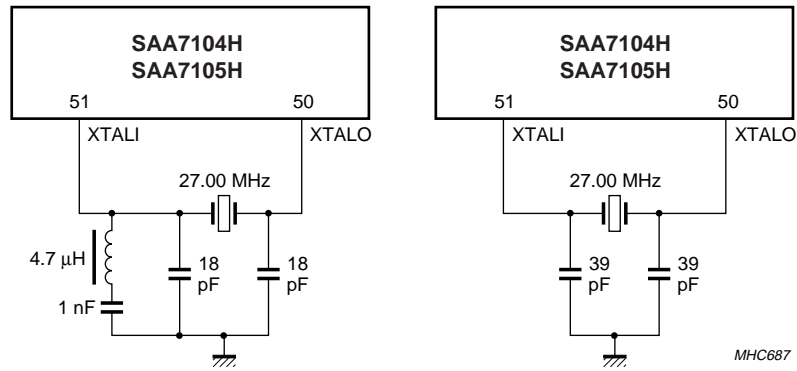 SAA7104H
SAA7105H
51
50
XTALI
XTALO
27.00 MHz
4.7 μH
18
pF
18
pF
1 nF
SAA7104H
SAA7105H
51
50
XTALI
XTALO
27.00 MHz
39
pF
39
pF
MHC687